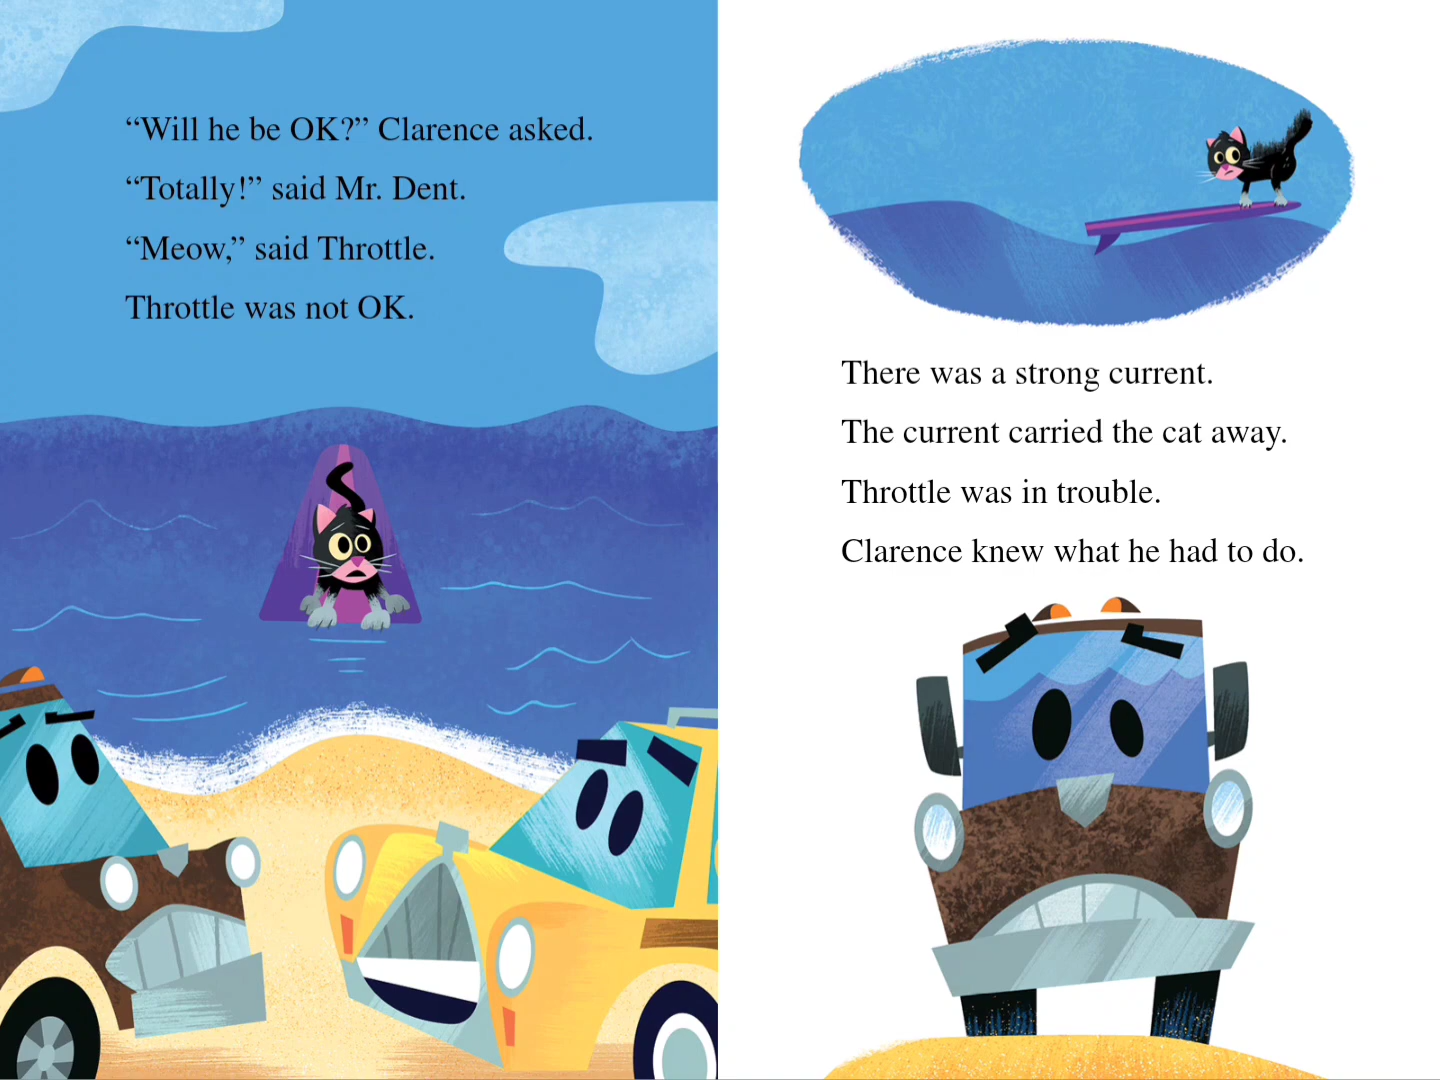 “Will he be OK?” Clarence asked.
“Totally!” said Mr. Dent.
“Meow,” said Throttle.
Throttle was not OK.
There was a strong current.
The current carried the cat away.
Throttle was in trouble.
Clarence knew what he had to do.